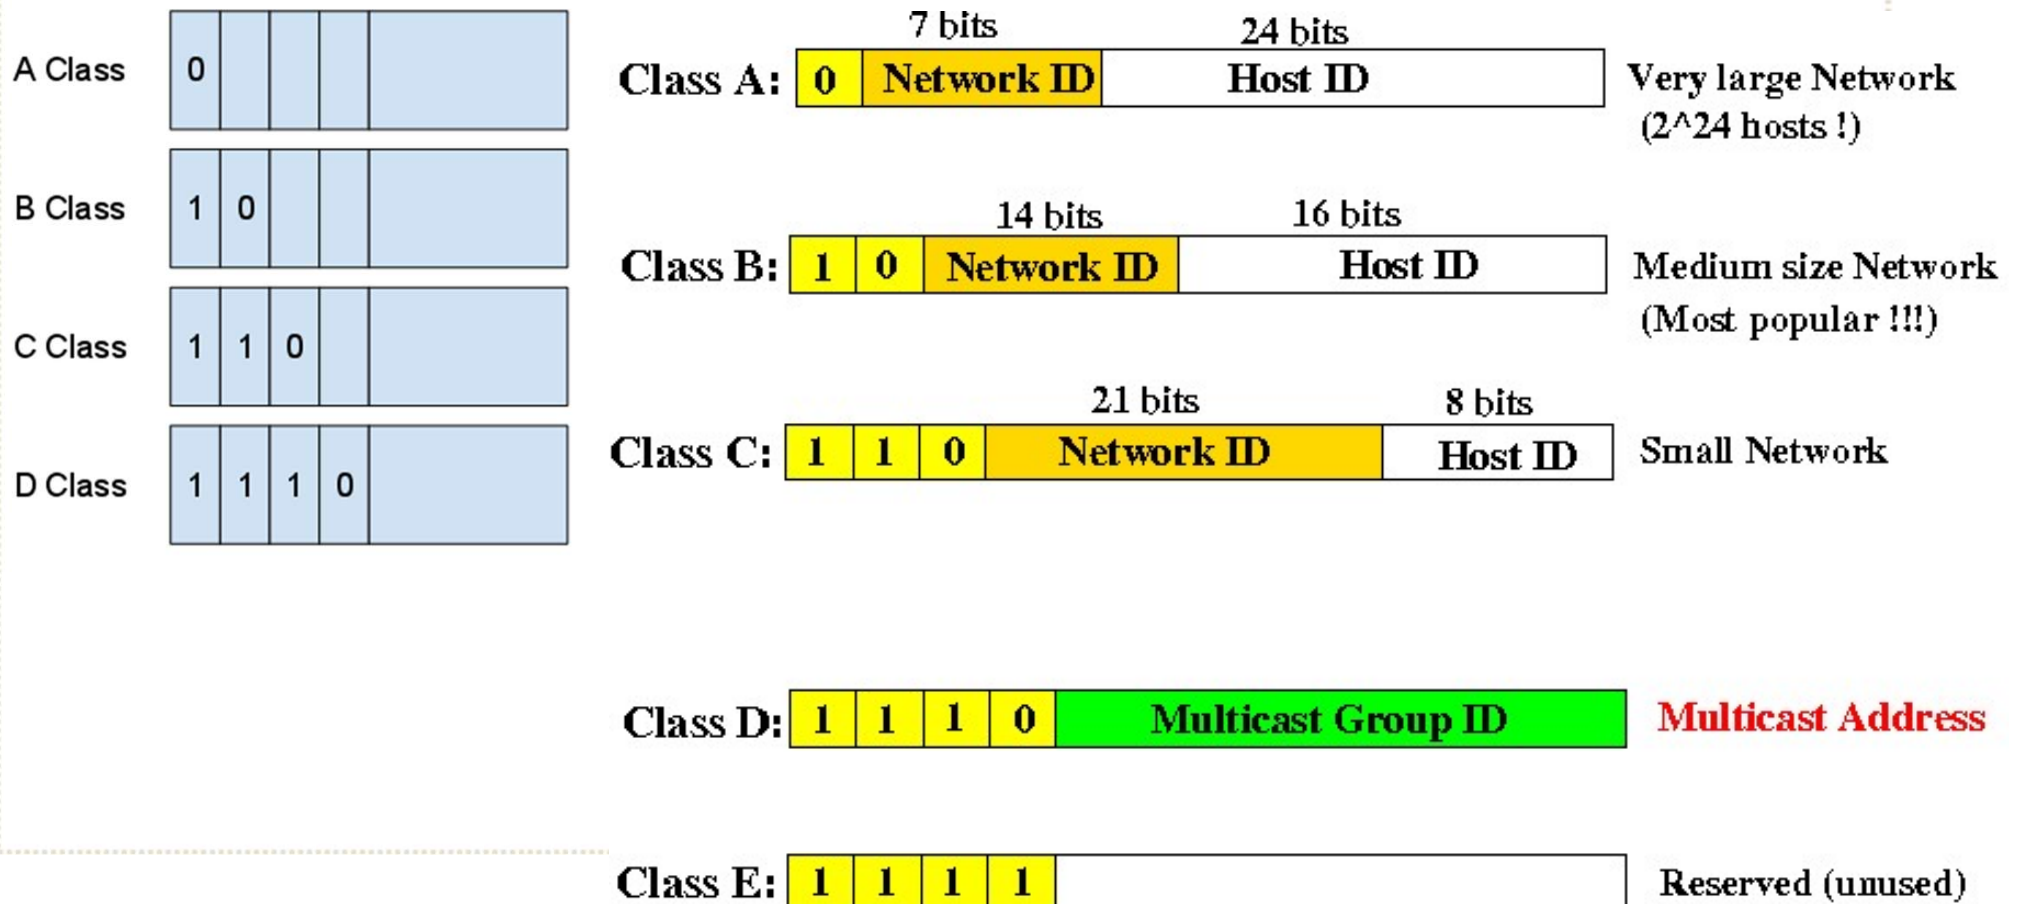 A Class 0
B Class 1 0
C Class 1 1 0
D Class 1 1 1 0
7 bits 24 bits
Class A: 0 Network ID Host ID Very large Network
(2^24 hosts !)
14 bits 16 bits
Class B: 1 0 Network ID Host ID Medium size Network
(Most popular !!!)
21 bits 8 bits
Class C: 1 1 0 Network ID Host ID Small Network
Class D: 1 1 1 0 Multicast Group ID Multicast Address
Class E: 1 1 1 1 Reserved (unused)